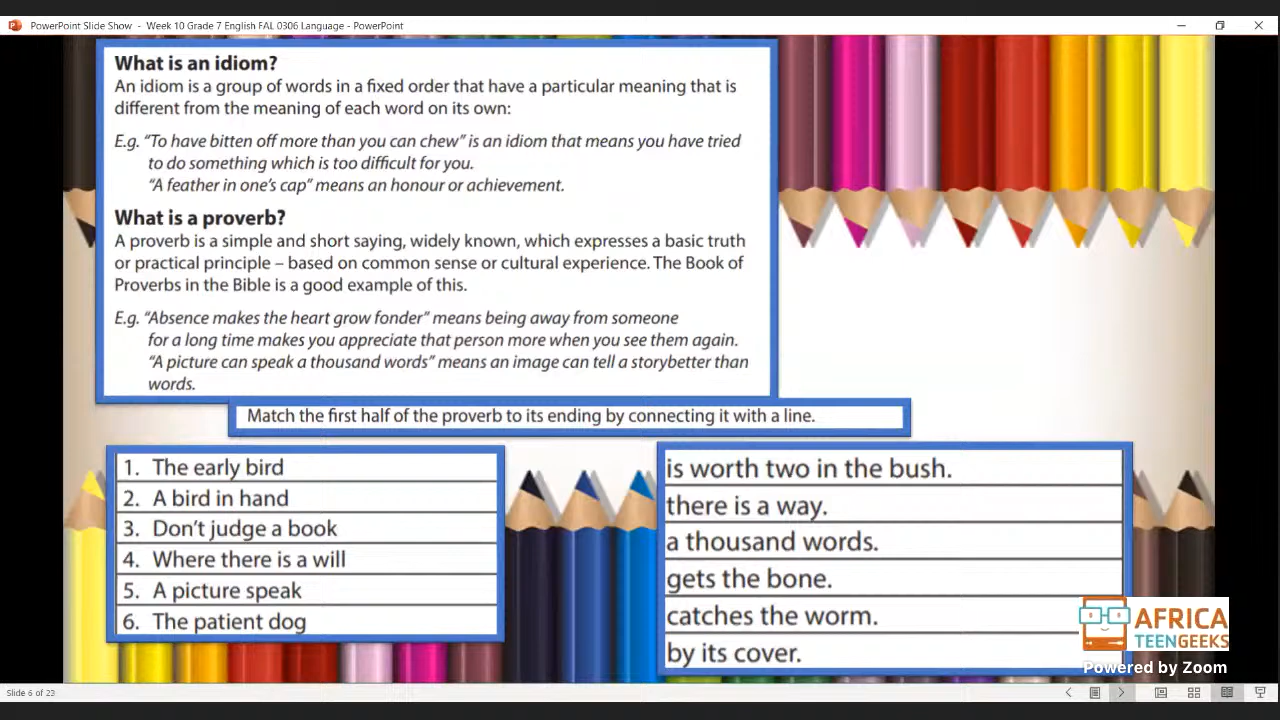 PowerPoint Slide Show - Week 10 Grade 7 English FAL 0306 Language - PowerPoint
What is an idiom?
An idiom is a group of words in a fixed order that have a particular meaning that is
different from the meaning of each word on its own:
E.g. “To have bitten off more than you can chew” is an idiom that means you have tried
to do something which is too difficult for you.
“A feather in one’s cap” means an honour or achievement.
What is a proverb?
A proverb is a simple and short saying, widely known, which expresses a basic truth
or practical principle – based on common sense or cultural experience. The Book of
Proverbs in the Bible is a good example of this.
E.g. “Absence makes the heart grow fonder” means being away from someone
for a long time makes you appreciate that person more when you see them again.
“A picture can speak a thousand words” means an image can tell a storybetter than
words.
Match the first half of the proverb to its ending by connecting it with a line.
1. The early bird
2. A bird in hand
3. Don’t judge a book
4. Where there is a will
5. A picture speak
6. The patient dog
is worth two in the bush.
there is a way.
a thousand words.
gets the bone.
catches the worm.
by its cover.
AFRICA
TEENGEEKS
Powered by Zoom
Slide 6 of 23